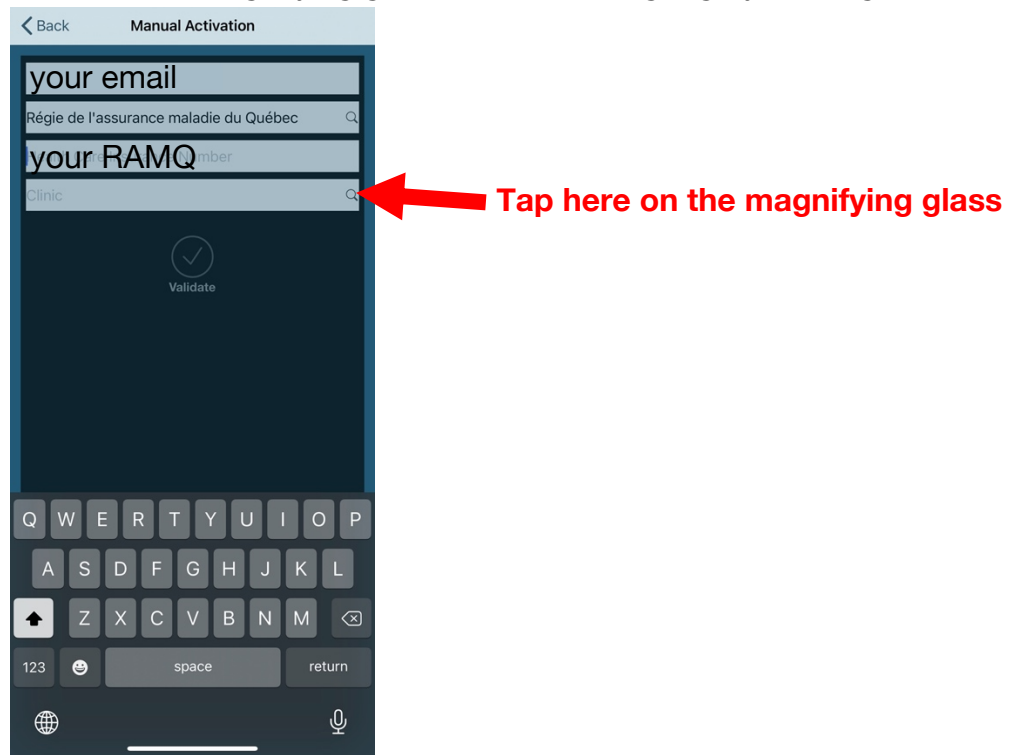 Back Manual Activation
your email
Régie de l'assurance maladie du Québec
your RAMQ
Clinic
Tap here on the magnifying glass
Validate
Q W E R T Y U I O P
A S D F G H J K L
Z X C V B N M
123 space return